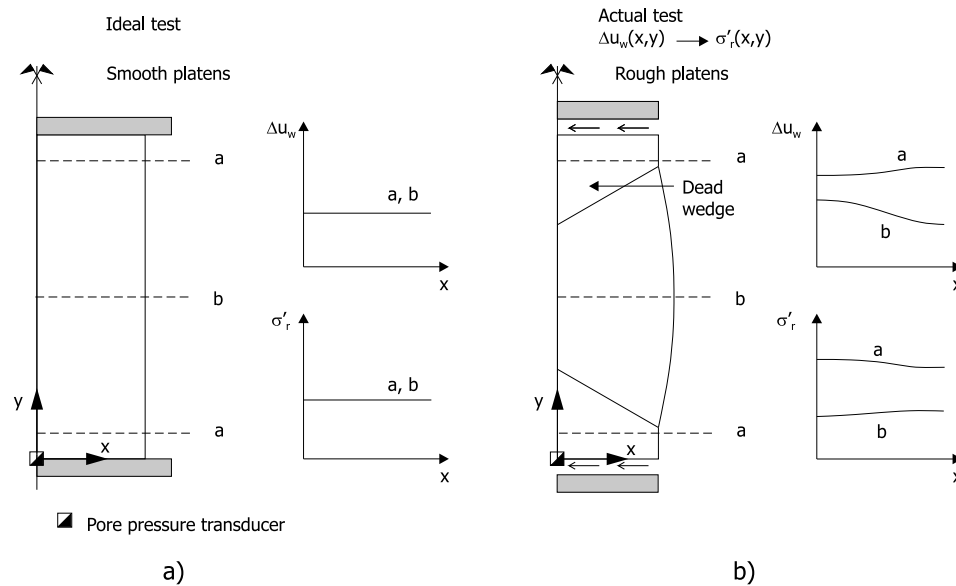 Ideal test
Smooth platens
a
b
a
y
x
Δu_w
a, b
x
σ'_r
a, b
x
Pore pressure transducer
a)
Actual test
Δu_w(x,y) → σ'_r(x,y)
Rough platens
a
Dead
wedge
b
a
y
x
Δu_w
a
b
x
σ'_r
a
b
x
b)